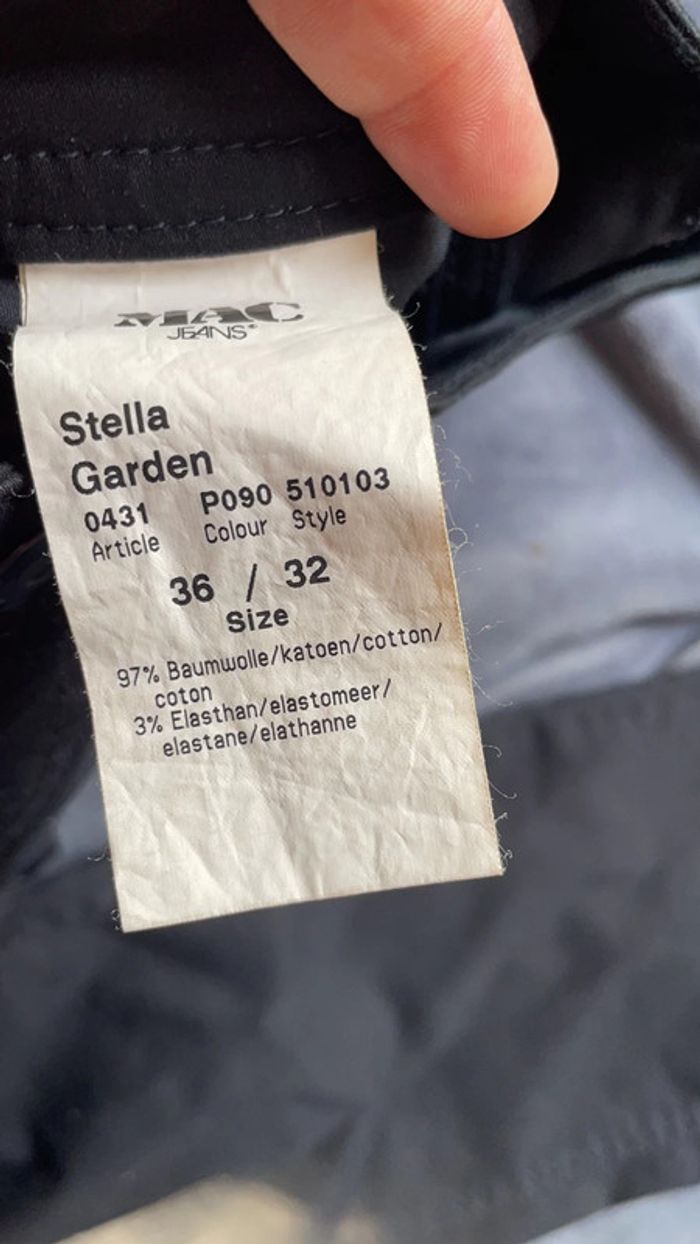 MAC
JEANS®
Stella
Garden
0431 P090 510103
Article Colour Style
36 / 32
Size
97% Baumwolle/katoen/cotton/
coton
3% Elasthan/elastomeer/
elastane/elathanne